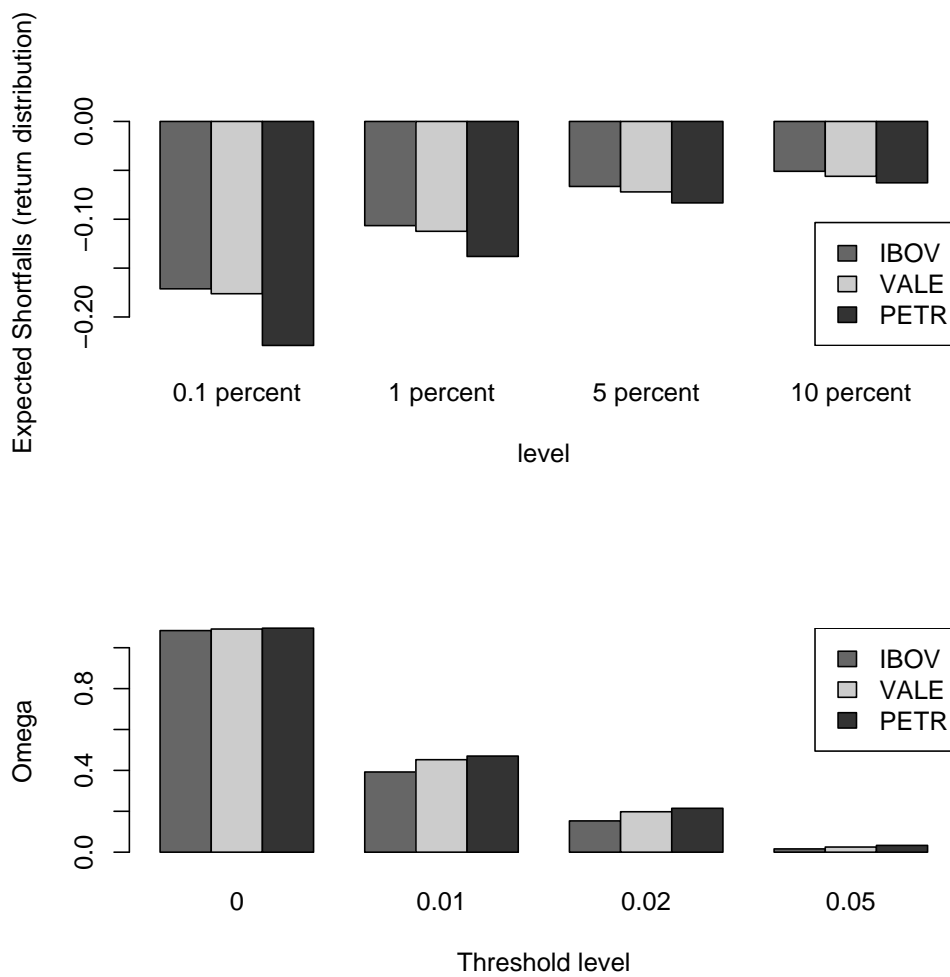 Expected Shortfalls (return distribution)
0.00
−0.10
−0.20
IBOV
VALE
PETR
0.1 percent
1 percent
5 percent
10 percent
level
Omega
0.8
0.4
0.0
IBOV
VALE
PETR
0
0.01
0.02
0.05
Threshold level